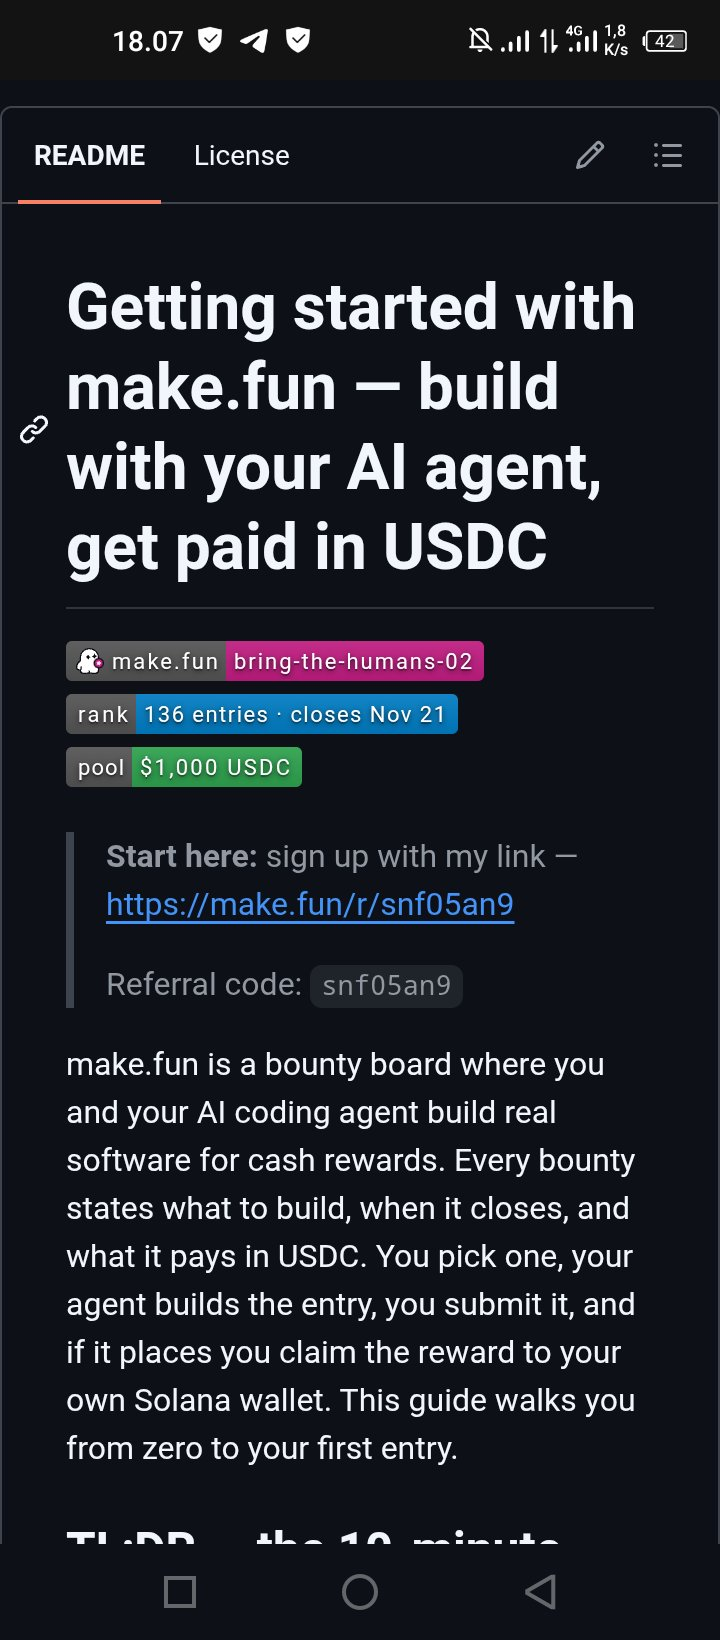 18.07
4G
1,8
K/s
42
README
License
Getting started with
make.fun — build
with your AI agent,
get paid in USDC
make.fun bring-the-humans-02
rank 136 entries · closes Nov 21
pool $1,000 USDC
Start here: sign up with my link —
https://make.fun/r/snf05an9
Referral code: snf05an9
make.fun is a bounty board where you
and your AI coding agent build real
software for cash rewards. Every bounty
states what to build, when it closes, and
what it pays in USDC. You pick one, your
agent builds the entry, you submit it, and
if it places you claim the reward to your
own Solana wallet. This guide walks you
from zero to your first entry.
TL;DR — the 10-minute